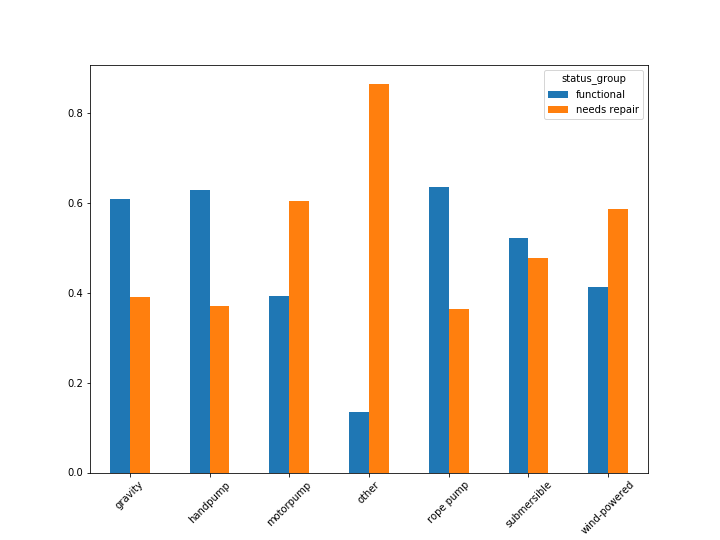 status_group
functional
needs repair
0.8
0.6
0.4
0.2
0.0
gravity
handpump
motorpump
other
rope pump
submersible
wind-powered